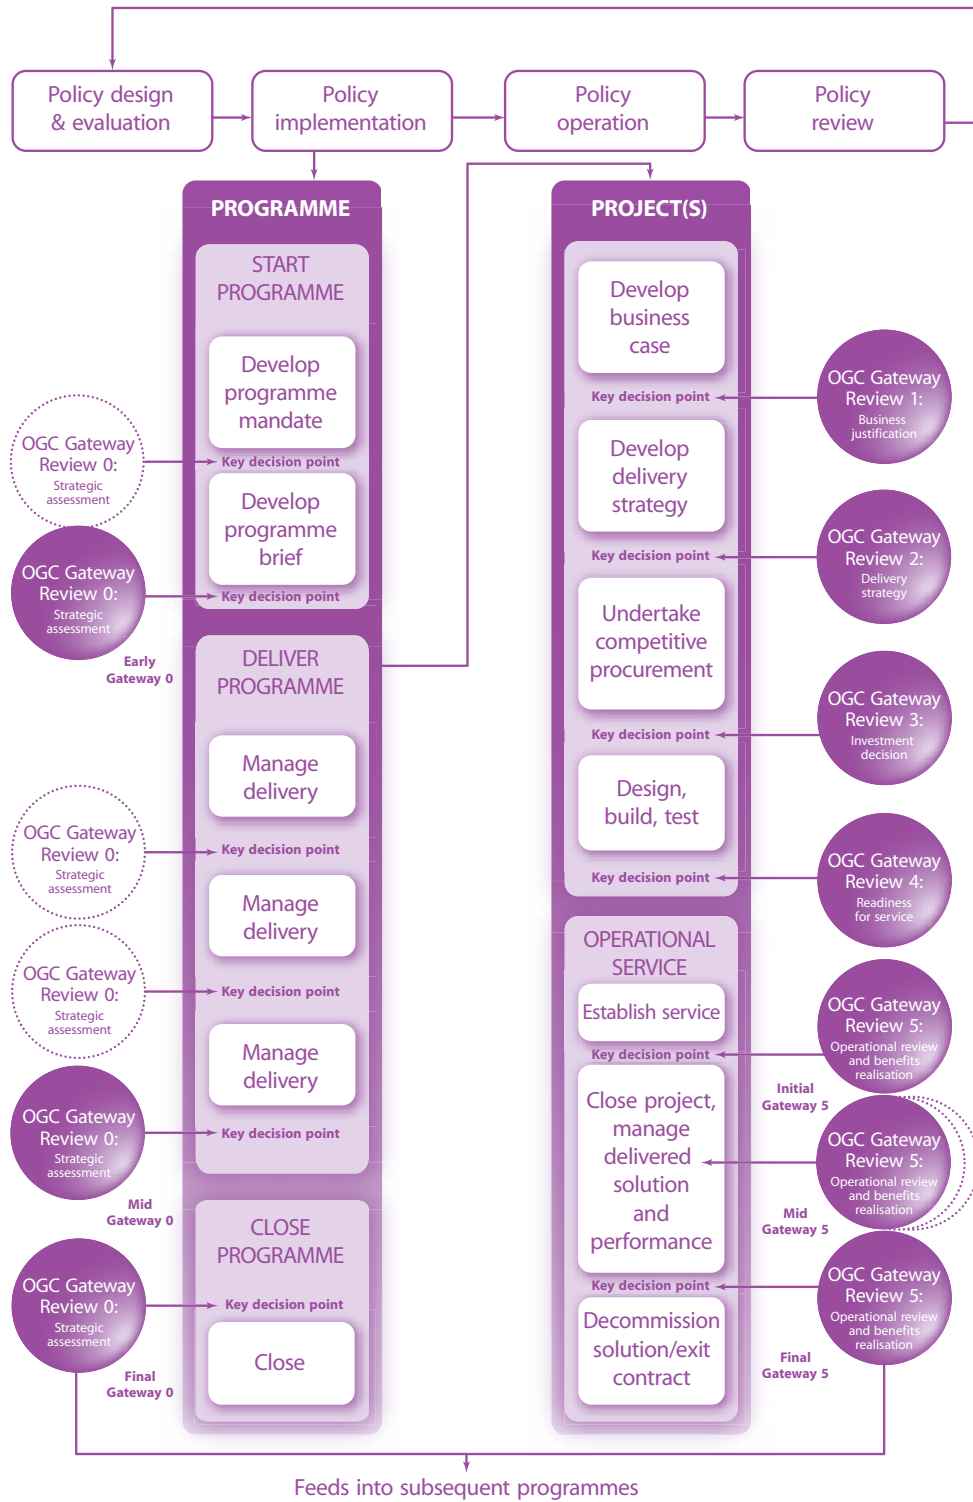 Policy design
& evaluation
Policy
implementation
Policy
operation
Policy
review
PROGRAMME
START
PROGRAMME
Develop
programme
mandate
Key decision point
Develop
programme
brief
Key decision point
OGC Gateway
Review 0:
Strategic
assessment
OGC Gateway
Review 0:
Strategic
assessment
Early
Gateway 0
DELIVER
PROGRAMME
Manage
delivery
Key decision point
Manage
delivery
Key decision point
Manage
delivery
Key decision point
OGC Gateway
Review 0:
Strategic
assessment
OGC Gateway
Review 0:
Strategic
assessment
OGC Gateway
Review 0:
Strategic
assessment
Mid
Gateway 0
CLOSE
PROGRAMME
Key decision point
Close
OGC Gateway
Review 0:
Strategic
assessment
Final
Gateway 0
PROJECT(S)
Develop
business
case
Key decision point
Develop
delivery
strategy
Key decision point
Undertake
competitive
procurement
Key decision point
Design,
build, test
Key decision point
OGC Gateway
Review 1:
Business
justification
OGC Gateway
Review 2:
Delivery
strategy
OGC Gateway
Review 3:
Investment
decision
OGC Gateway
Review 4:
Readiness
for service
OPERATIONAL
SERVICE
Establish service
Key decision point
Close project,
manage
delivered
solution
and
performance
Key decision point
Decommission
solution/exit
contract
OGC Gateway
Review 5:
Operational review
and benefits
realisation
Initial
Gateway 5
OGC Gateway
Review 5:
Operational review
and benefits
realisation
Mid
Gateway 5
OGC Gateway
Review 5:
Operational review
and benefits
realisation
Final
Gateway 5
Feeds into subsequent programmes